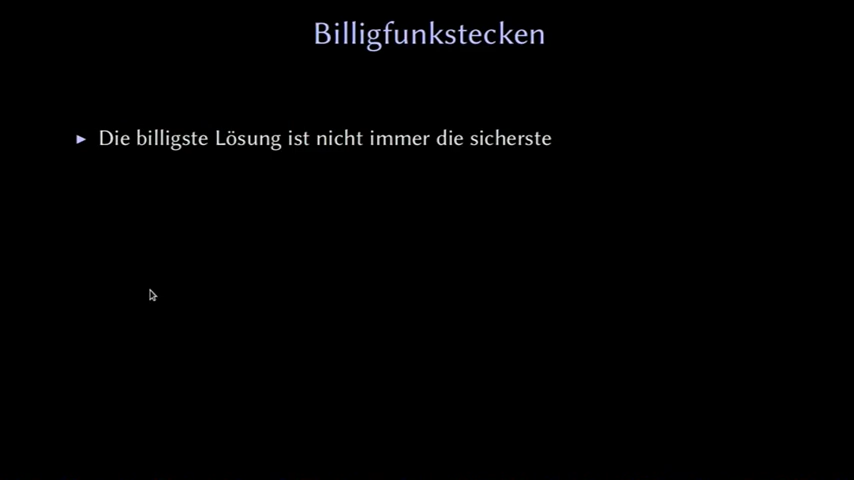 Billigfunkstecken
Die billigste Lösung ist nicht immer die sicherste